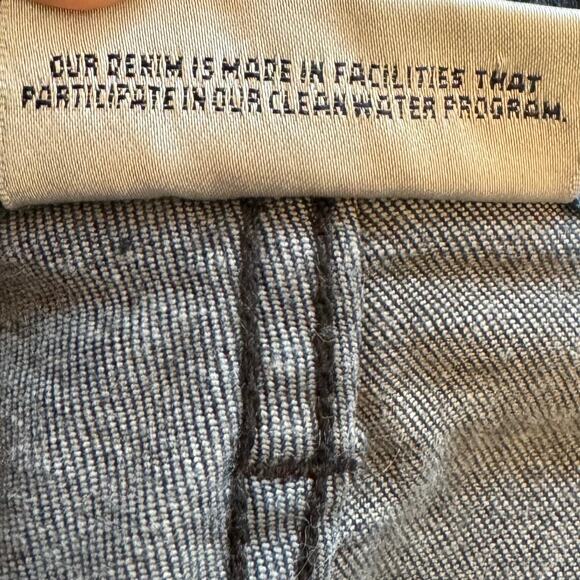 OUR DENIM IS MADE IN FACILITIES THAT
PARTICIPATE IN OUR CLEAN WATER PROGRAM.